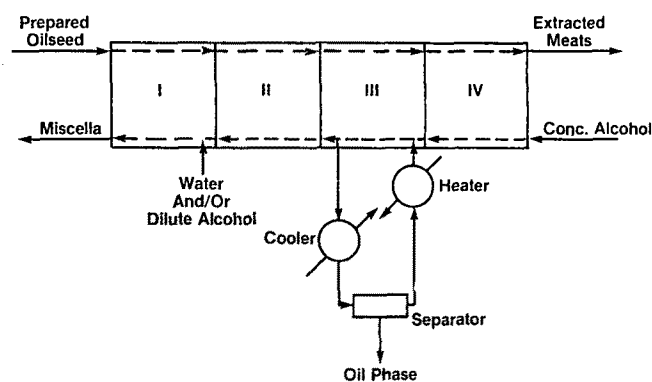 Prepared
Oilseed
Extracted
Meats
I
II
III
IV
Miscella
Conc. Alcohol
Water
And/Or
Dilute Alcohol
Heater
Cooler
Separator
Oil Phase